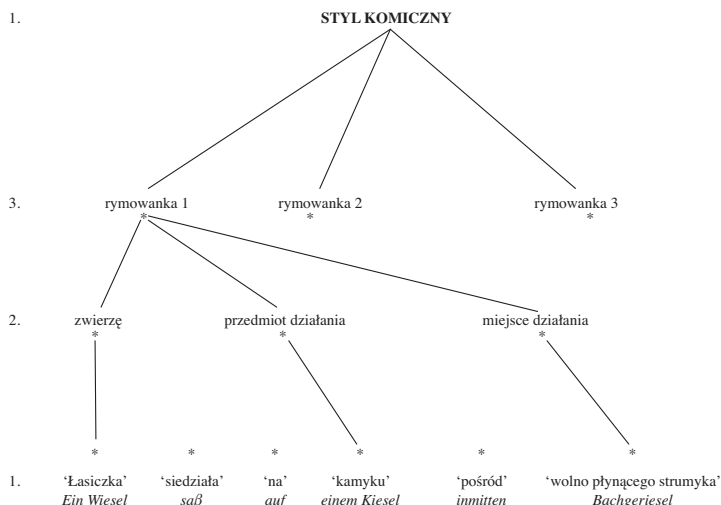 1. STYL KOMICZNY
3. rymowanka 1 rymowanka 2 rymowanka 3
* * *
2. zwierzę przedmiot działania miejsce działania
* * *
* * * * * *
1. ‘Łasiczka’ ‘siedziała’ ‘na’ ‘kamyku’ ‘pośród’ ‘wolno płynącego strumyka’
Ein Wiesel saß auf einem Kiesel inmitten Bachgeriesel